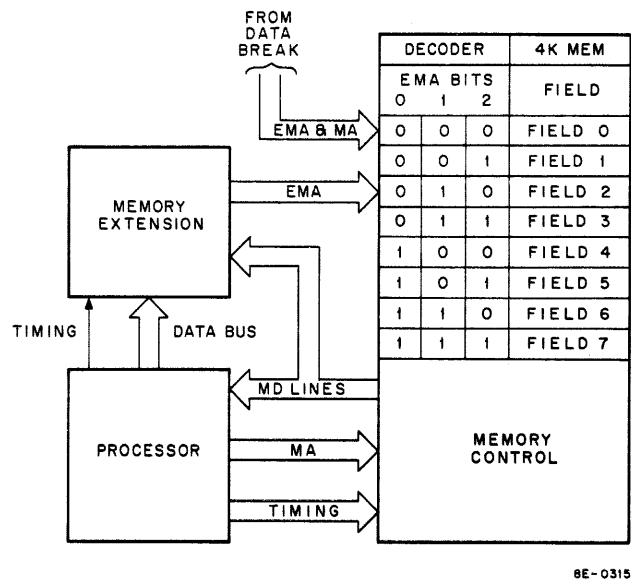 FROM
DATA
BREAK
DECODER 4K MEM
EMA BITS
0 1 2
FIELD
EMA & MA
0 0 0 FIELD 0
0 0 1 FIELD 1
0 1 0 FIELD 2
0 1 1 FIELD 3
1 0 0 FIELD 4
1 0 1 FIELD 5
1 1 0 FIELD 6
1 1 1 FIELD 7
MEMORY
EXTENSION
EMA
TIMING
DATA BUS
MD LINES
PROCESSOR
MA
TIMING
MEMORY
CONTROL
8E-0315